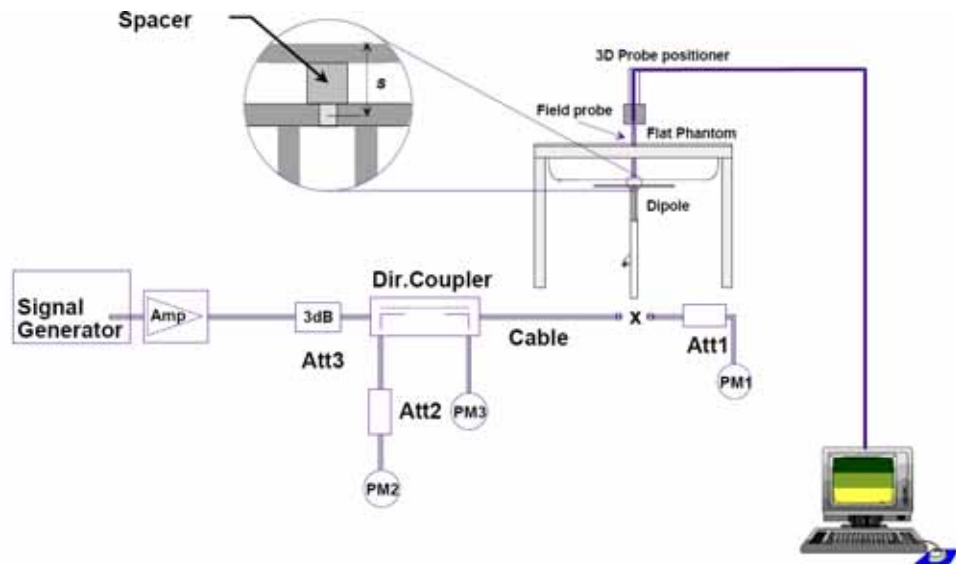 Spacer
s
3D Probe positioner
Field probe
Flat Phantom
Dipole
Dir.Coupler
Signal
Generator
Amp
3dB
Cable
x
Att1
Att3
PM1
Att2
PM3
PM2